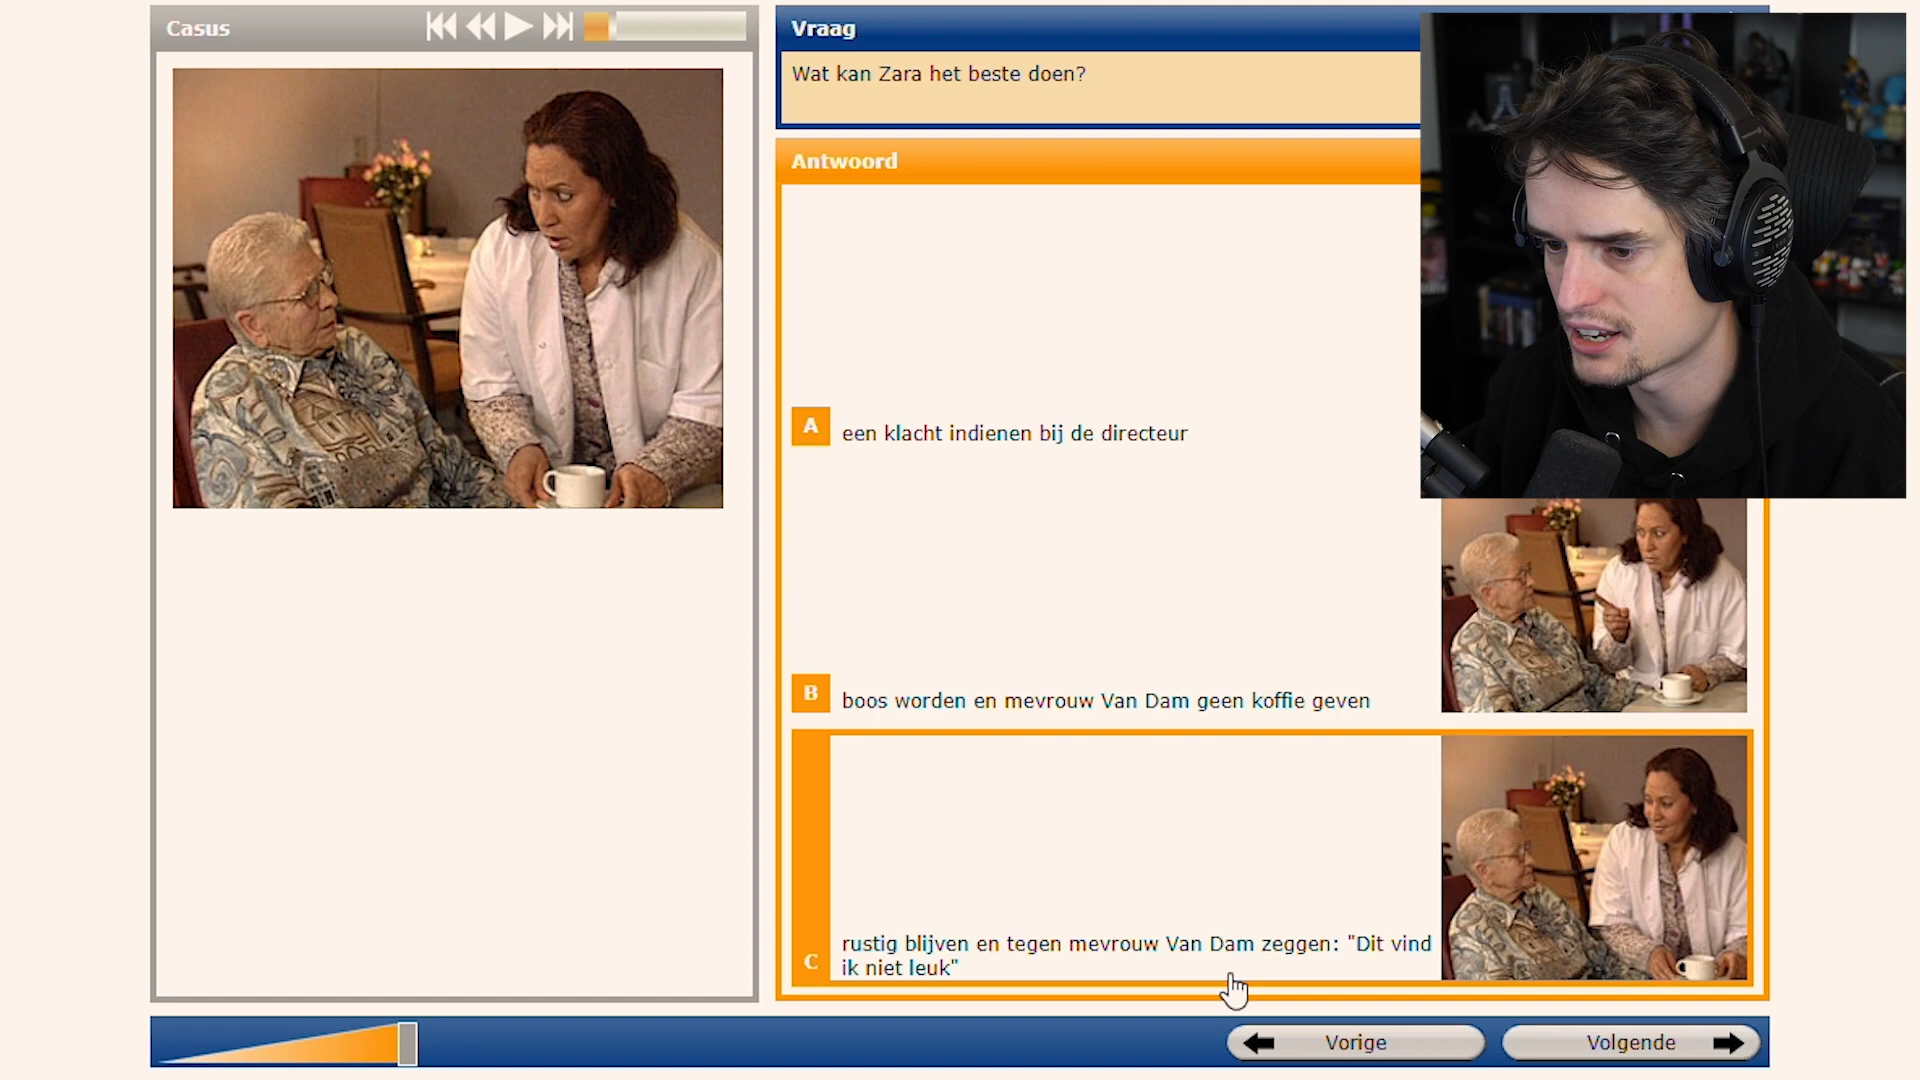 Casus
Vraag
Wat kan Zara het beste doen?
Antwoord
A
een klacht indienen bij de directeur
B
boos worden en mevrouw Van Dam geen koffie geven
C
rustig blijven en tegen mevrouw Van Dam zeggen: "Dit vind
ik niet leuk"
Vorige
Volgende